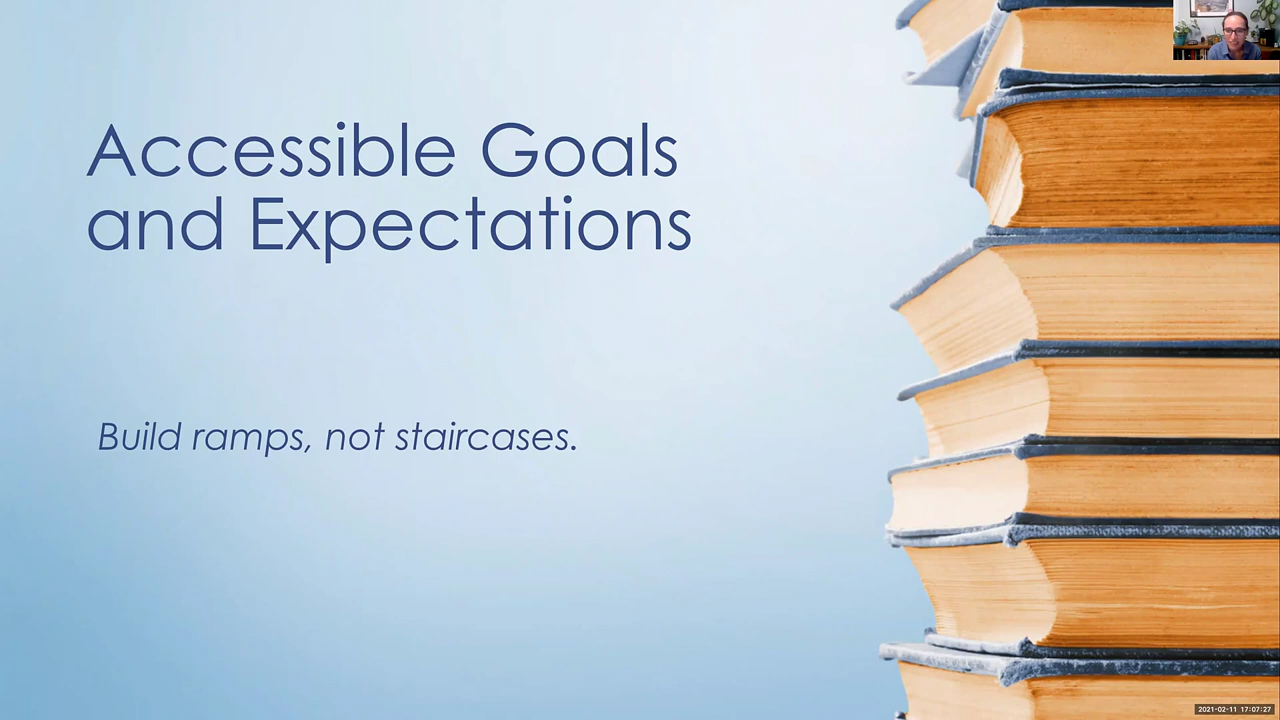 Accessible Goals
and Expectations
Build ramps, not staircases.
2021-02-11 17:07:27